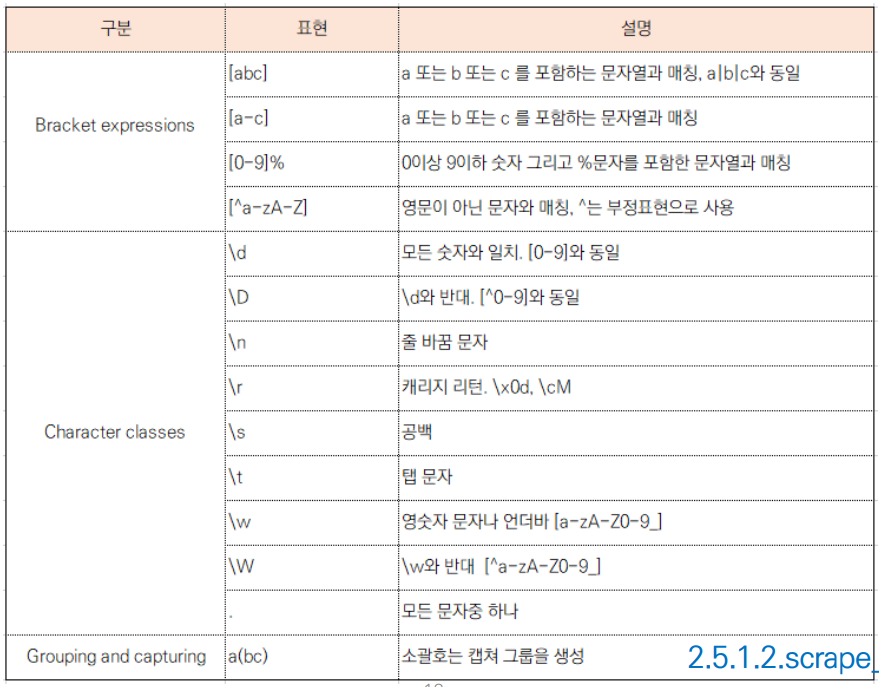 구분 표현 설명
[abc] a 또는 b 또는 c 를 포함하는 문자열과 매칭, a|b|c와 동일
Bracket expressions
[a-c] a 또는 b 또는 c 를 포함하는 문자열과 매칭
[0-9]% 0이상 9이하 숫자 그리고 %문자를 포함한 문자열과 매칭
[^a-zA-Z] 영문이 아닌 문자와 매칭, ^는 부정표현으로 사용
\d 모든 숫자와 일치. [0-9]와 동일
\D \d와 반대. [^0-9]와 동일
\n 줄 바꿈 문자
\r 캐리지 리턴. \x0d, \cM
Character classes \s 공백
\t 탭 문자
\w 영숫자 문자나 언더바 [a-zA-Z0-9_]
\W \w와 반대 [^a-zA-Z0-9_]
. 모든 문자중 하나
Grouping and capturing a(bc) 소괄호는 캡쳐 그룹을 생성
2.5.1.2.scrape_